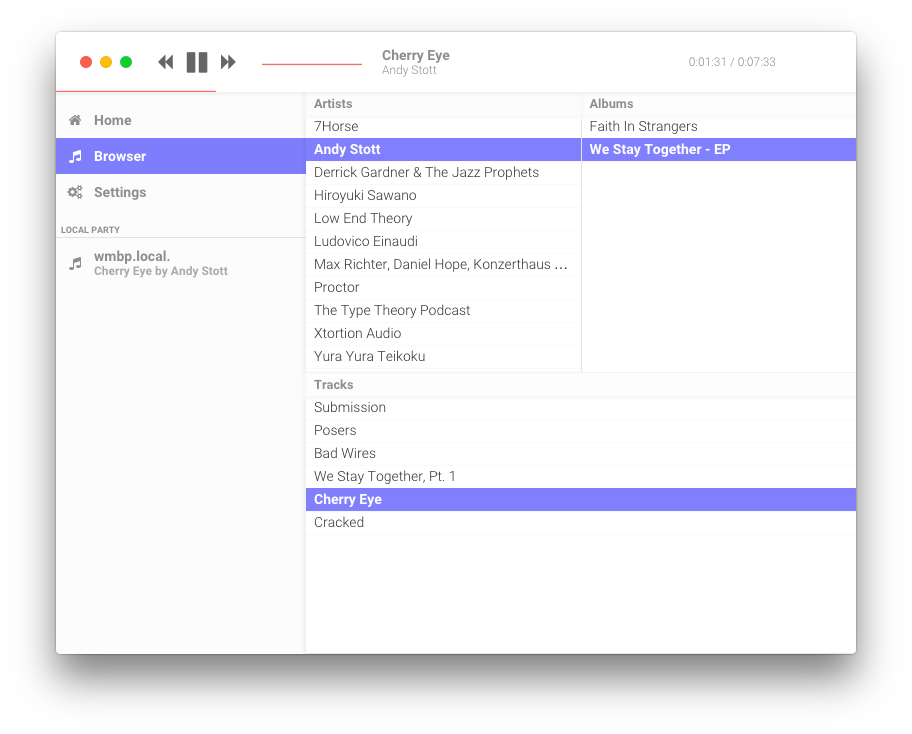 Cherry Eye
Andy Stott
0:01:31 / 0:07:33
Home
Browser
Settings
LOCAL PARTY
wmbp.local.
Cherry Eye by Andy Stott
Artists
7Horse
Andy Stott
Derrick Gardner & The Jazz Prophets
Hiroyuki Sawano
Low End Theory
Ludovico Einaudi
Max Richter, Daniel Hope, Konzerthaus ...
Proctor
The Type Theory Podcast
Xtortion Audio
Yura Yura Teikoku
Albums
Faith In Strangers
We Stay Together - EP
Tracks
Submission
Posers
Bad Wires
We Stay Together, Pt. 1
Cherry Eye
Cracked